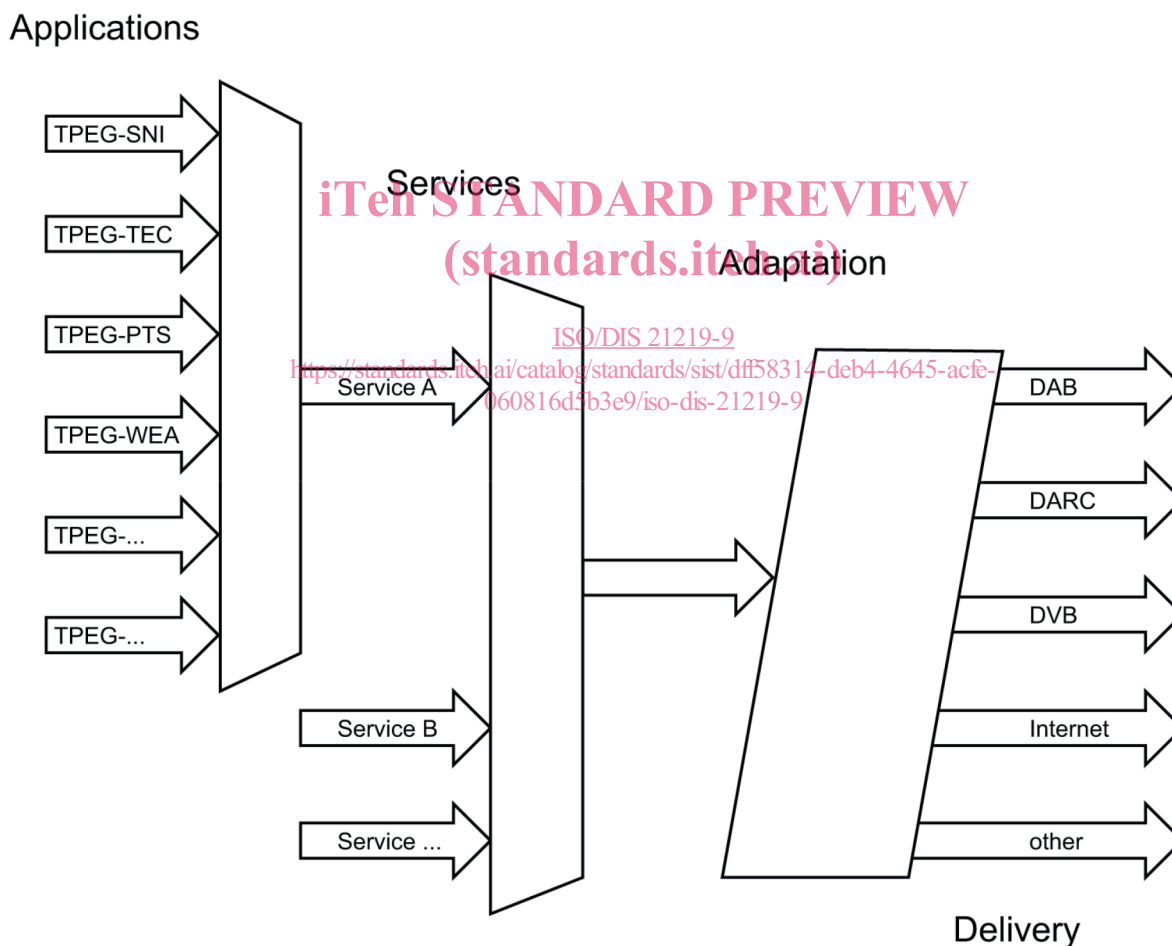 Applications
TPEG-SNI
TPEG-TEC
TPEG-PTS
TPEG-WEA
TPEG-...
TPEG-...
Services
iTeh STANDARD PREVIEW
(standards.iteh.ai)
Adaptation
ISO/DIS 21219-9
https://standards.iteh.ai/catalog/standards/sist/dff58314-deb4-4645-acfe-
060816d5b3e9/iso-dis-21219-9
Service A
Service B
Service ...
DAB
DARC
DVB
Internet
other
Delivery